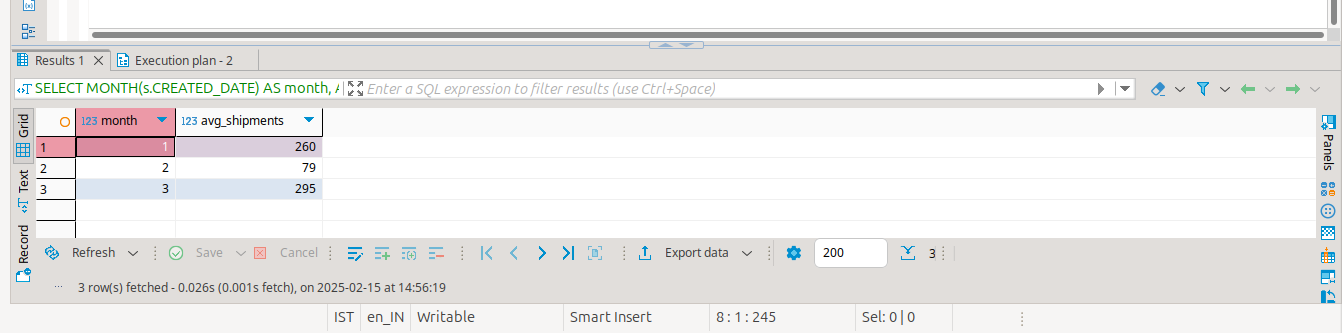 Results 1
Execution plan - 2
SELECT MONTH(s.CREATED_DATE) AS month, A
Enter a SQL expression to filter results (use Ctrl+Space)
Grid
Text
Record
Panels
123 month 123 avg_shipments
1 1 260
2 2 79
3 3 295
Refresh Save Cancel Export data 200 3
3 row(s) fetched - 0.026s (0.001s fetch), on 2025-02-15 at 14:56:19
IST en_IN Writable Smart Insert 8 : 1 : 245 Sel: 0 | 0